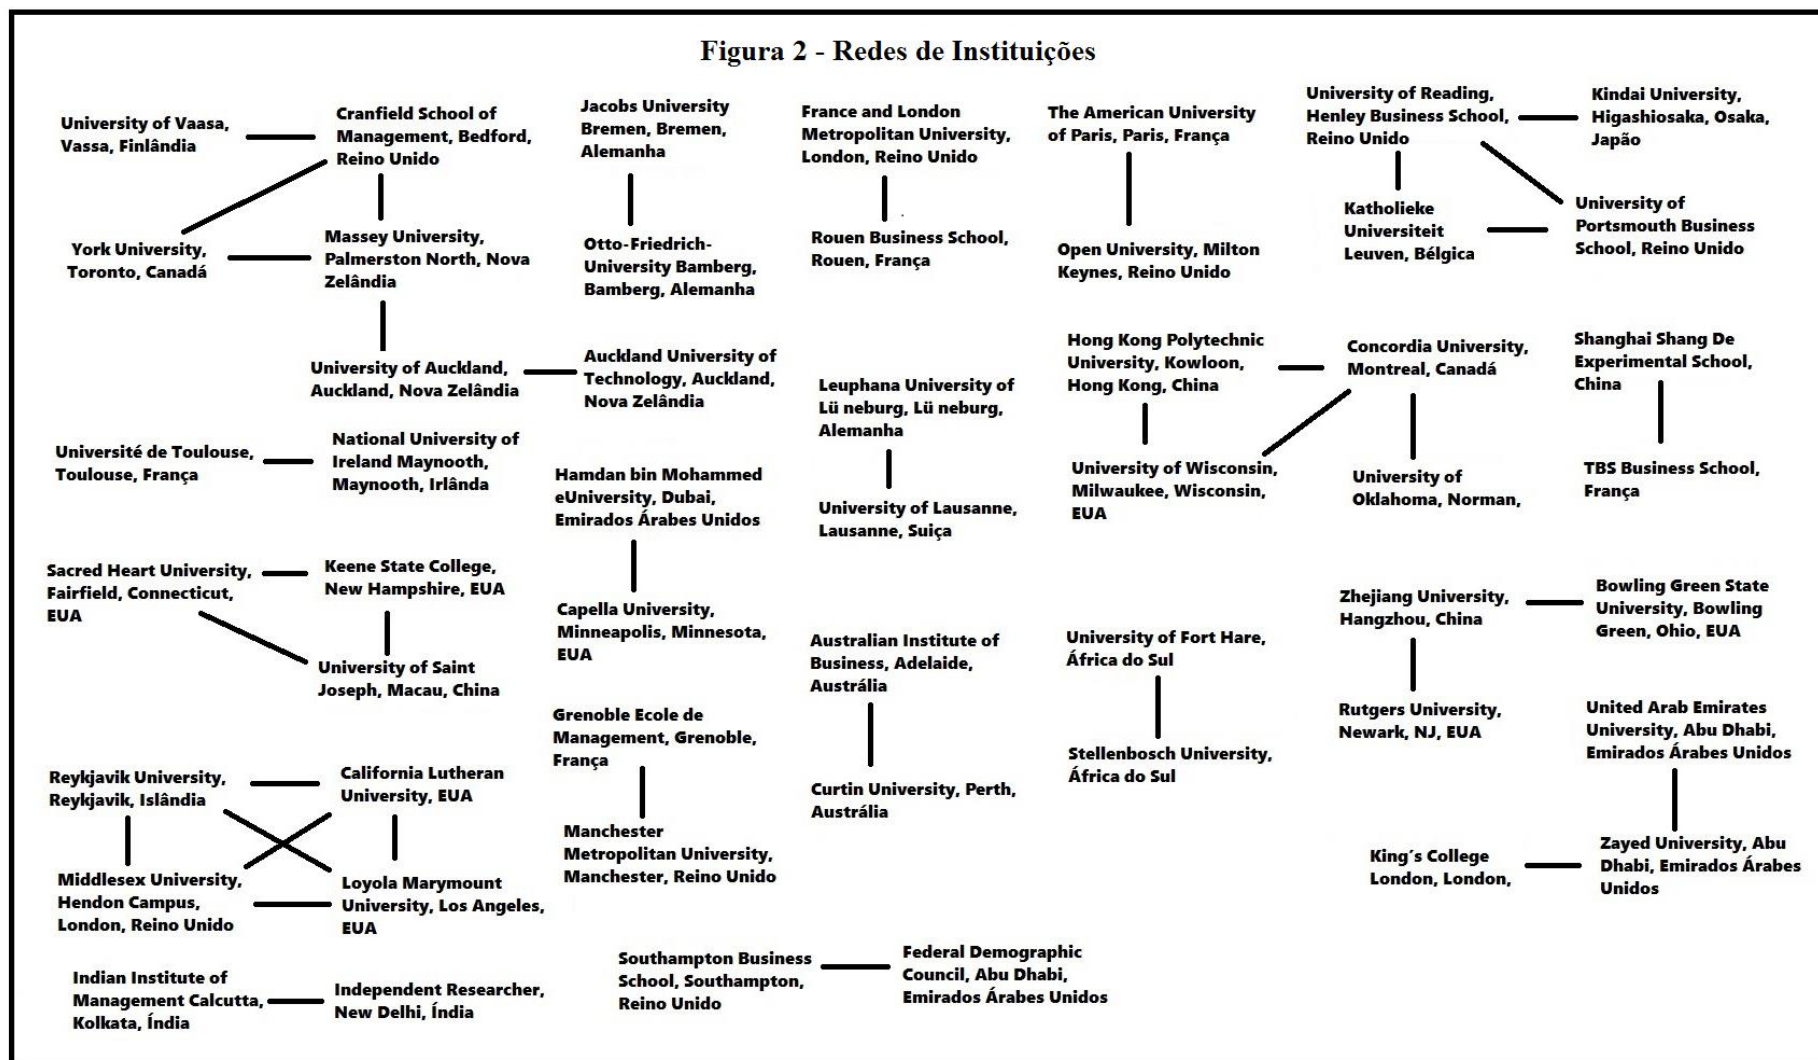 Figura 2 - Redes de Instituições
University of Vaasa,
Vassa, Finlândia
Cranfield School of
Management, Bedford,
Reino Unido
York University,
Toronto, Canadá
Massey University,
Palmerston North, Nova
Zelândia
University of Auckland,
Auckland, Nova Zelândia
Auckland University of
Technology, Auckland,
Nova Zelândia
Jacobs University
Bremen, Bremen,
Alemanha
Otto-Friedrich-
University Bamberg,
Bamberg, Alemanha
France and London
Metropolitan University,
London, Reino Unido
Rouen Business School,
Rouen, França
The American University
of Paris, Paris, França
Open University, Milton
Keynes, Reino Unido
University of Reading,
Henley Business School,
Reino Unido
Kindai University,
Higashiosaka, Osaka,
Japão
Katholieke
Universiteit
Leuven, Bélgica
University of
Portsmouth Business
School, Reino Unido
Hong Kong Polytechnic
University, Kowloon,
Hong Kong, China
Concordia University,
Montreal, Canadá
University of Wisconsin,
Milwaukee, Wisconsin,
EUA
University of
Oklahoma, Norman,
Shanghai Shang De
Experimental School,
China
TBS Business School,
França
Leuphana University of
Lü neburg, Lü neburg,
Alemanha
University of Lausanne,
Lausanne, Suiça
Université de Toulouse,
Toulouse, França
National University of
Ireland Maynooth,
Maynooth, Irlânda
Hamdan bin Mohammed
eUniversity, Dubai,
Emirados Árabes Unidos
Capella University,
Minneapolis, Minnesota,
EUA
Sacred Heart University,
Fairfield, Connecticut,
EUA
Keene State College,
New Hampshire, EUA
University of Saint
Joseph, Macau, China
Australian Institute of
Business, Adelaide,
Austrália
Curtin University, Perth,
Austrália
University of Fort Hare,
África do Sul
Stellenbosch University,
África do Sul
Zhejiang University,
Hangzhou, China
Bowling Green State
University, Bowling
Green, Ohio, EUA
Rutgers University,
Newark, NJ, EUA
United Arab Emirates
University, Abu Dhabi,
Emirados Árabes Unidos
King´s College
London, London,
Zayed University, Abu
Dhabi, Emirados Árabes
Unidos
Grenoble Ecole de
Management, Grenoble,
França
Manchester
Metropolitan University,
Manchester, Reino Unido
Reykjavik University,
Reykjavik, Islândia
California Lutheran
University, EUA
Middlesex University,
Hendon Campus,
London, Reino Unido
Loyola Marymount
University, Los Angeles,
EUA
Indian Institute of
Management Calcutta,
Kolkata, Índia
Independent Researcher,
New Delhi, Índia
Southampton Business
School, Southampton,
Reino Unido
Federal Demographic
Council, Abu Dhabi,
Emirados Árabes Unidos